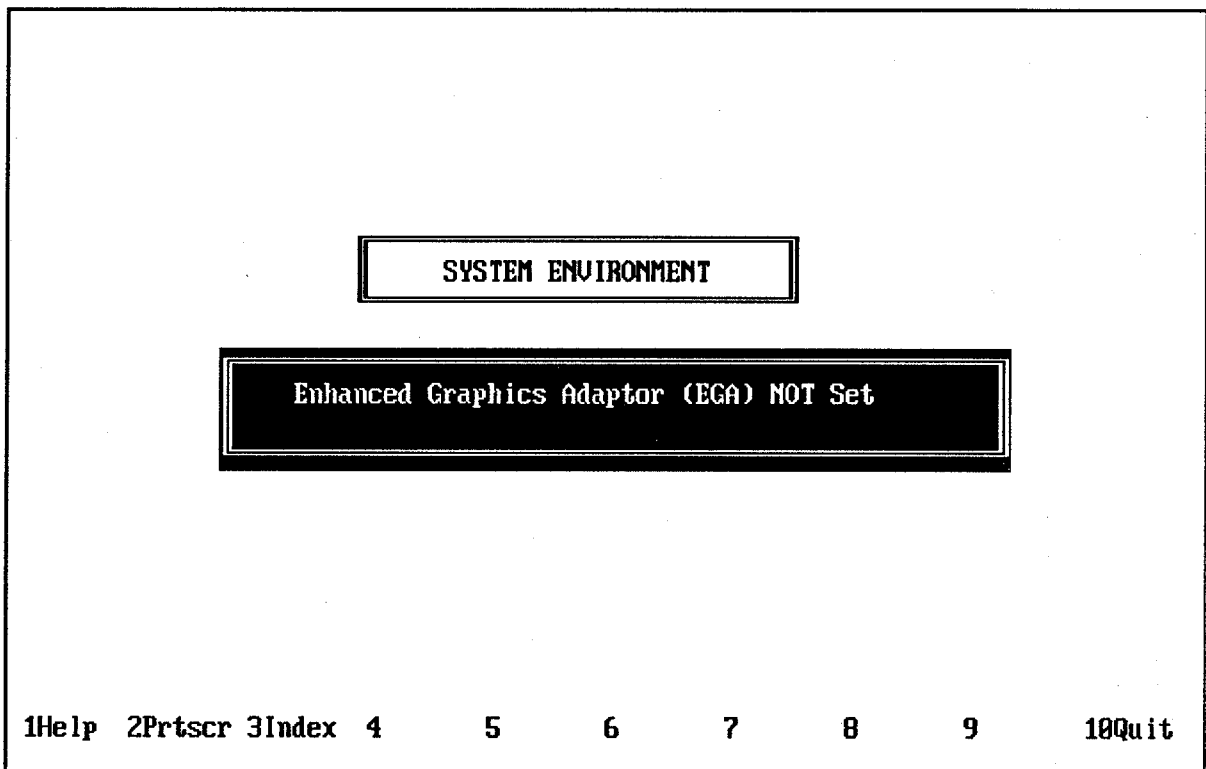 SYSTEM ENVIRONMENT
Enhanced Graphics Adaptor (EGA) NOT Set
1Help 2Prtscr 3Index 4 5 6 7 8 9 10Quit